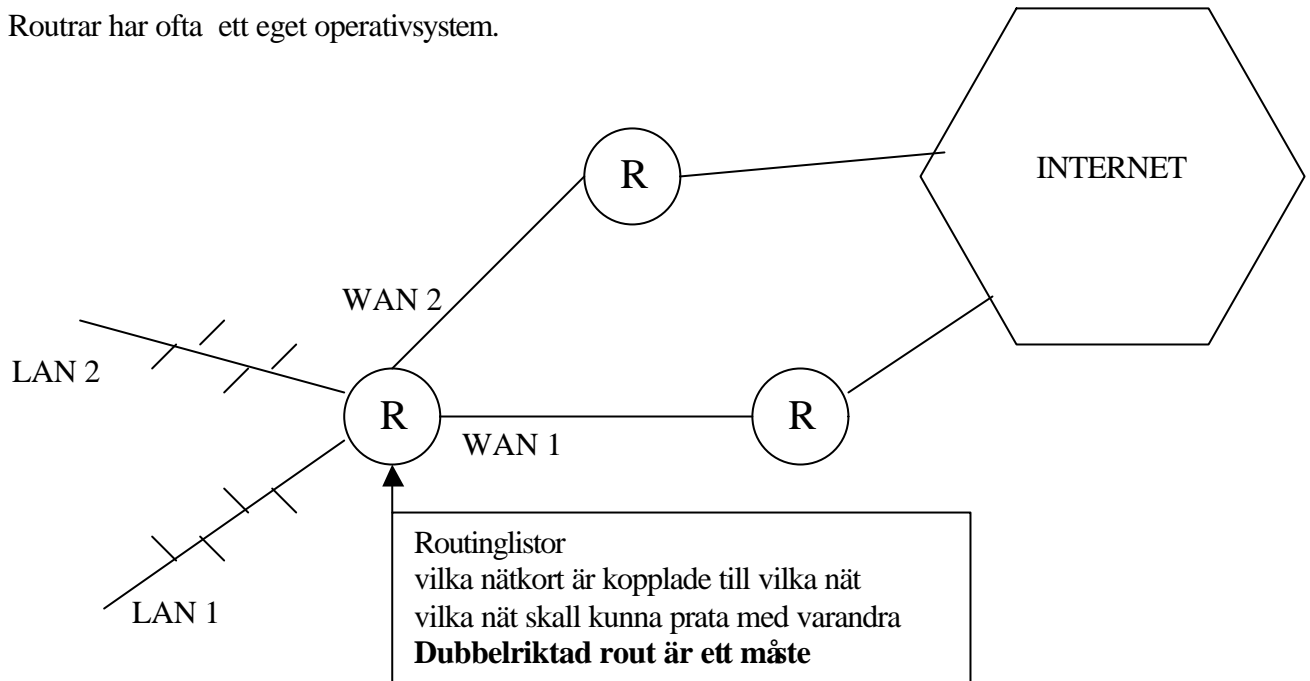 Routrar har ofta ett eget operativsystem.
R
INTERNET
WAN 2
LAN 2
R
R
WAN 1
LAN 1
Routinglistor
vilka nätkort är kopplade till vilka nät
vilka nät skall kunna prata med varandra
Dubbelriktad rout är ett måste